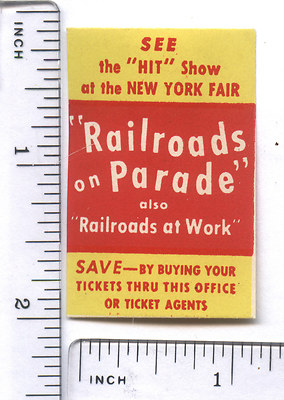 SEE
the "HIT" Show
at the NEW YORK FAIR
"Railroads
on Parade"
also
"Railroads at Work"
SAVE—BY BUYING YOUR
TICKETS THRU THIS OFFICE
OR TICKET AGENTS
INCH
1
2
INCH
1